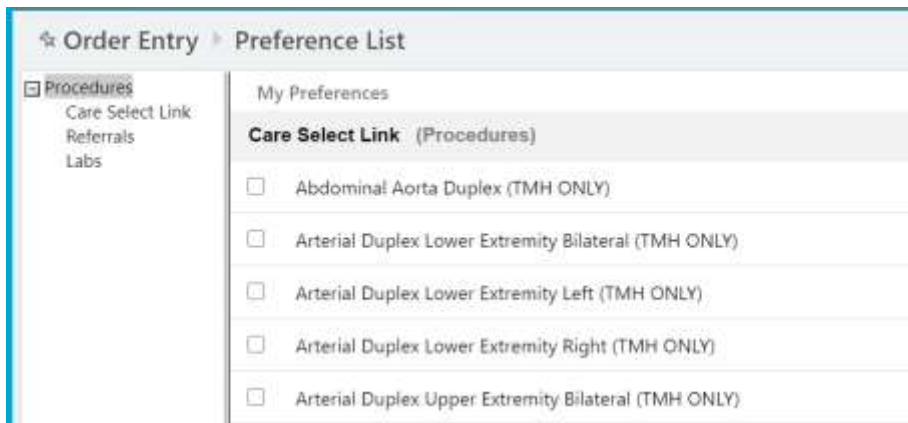 Order Entry Preference List
Procedures
Care Select Link
Referrals
Labs
My Preferences
Care Select Link (Procedures)
Abdominal Aorta Duplex (TMH ONLY)
Arterial Duplex Lower Extremity Bilateral (TMH ONLY)
Arterial Duplex Lower Extremity Left (TMH ONLY)
Arterial Duplex Lower Extremity Right (TMH ONLY)
Arterial Duplex Upper Extremity Bilateral (TMH ONLY)